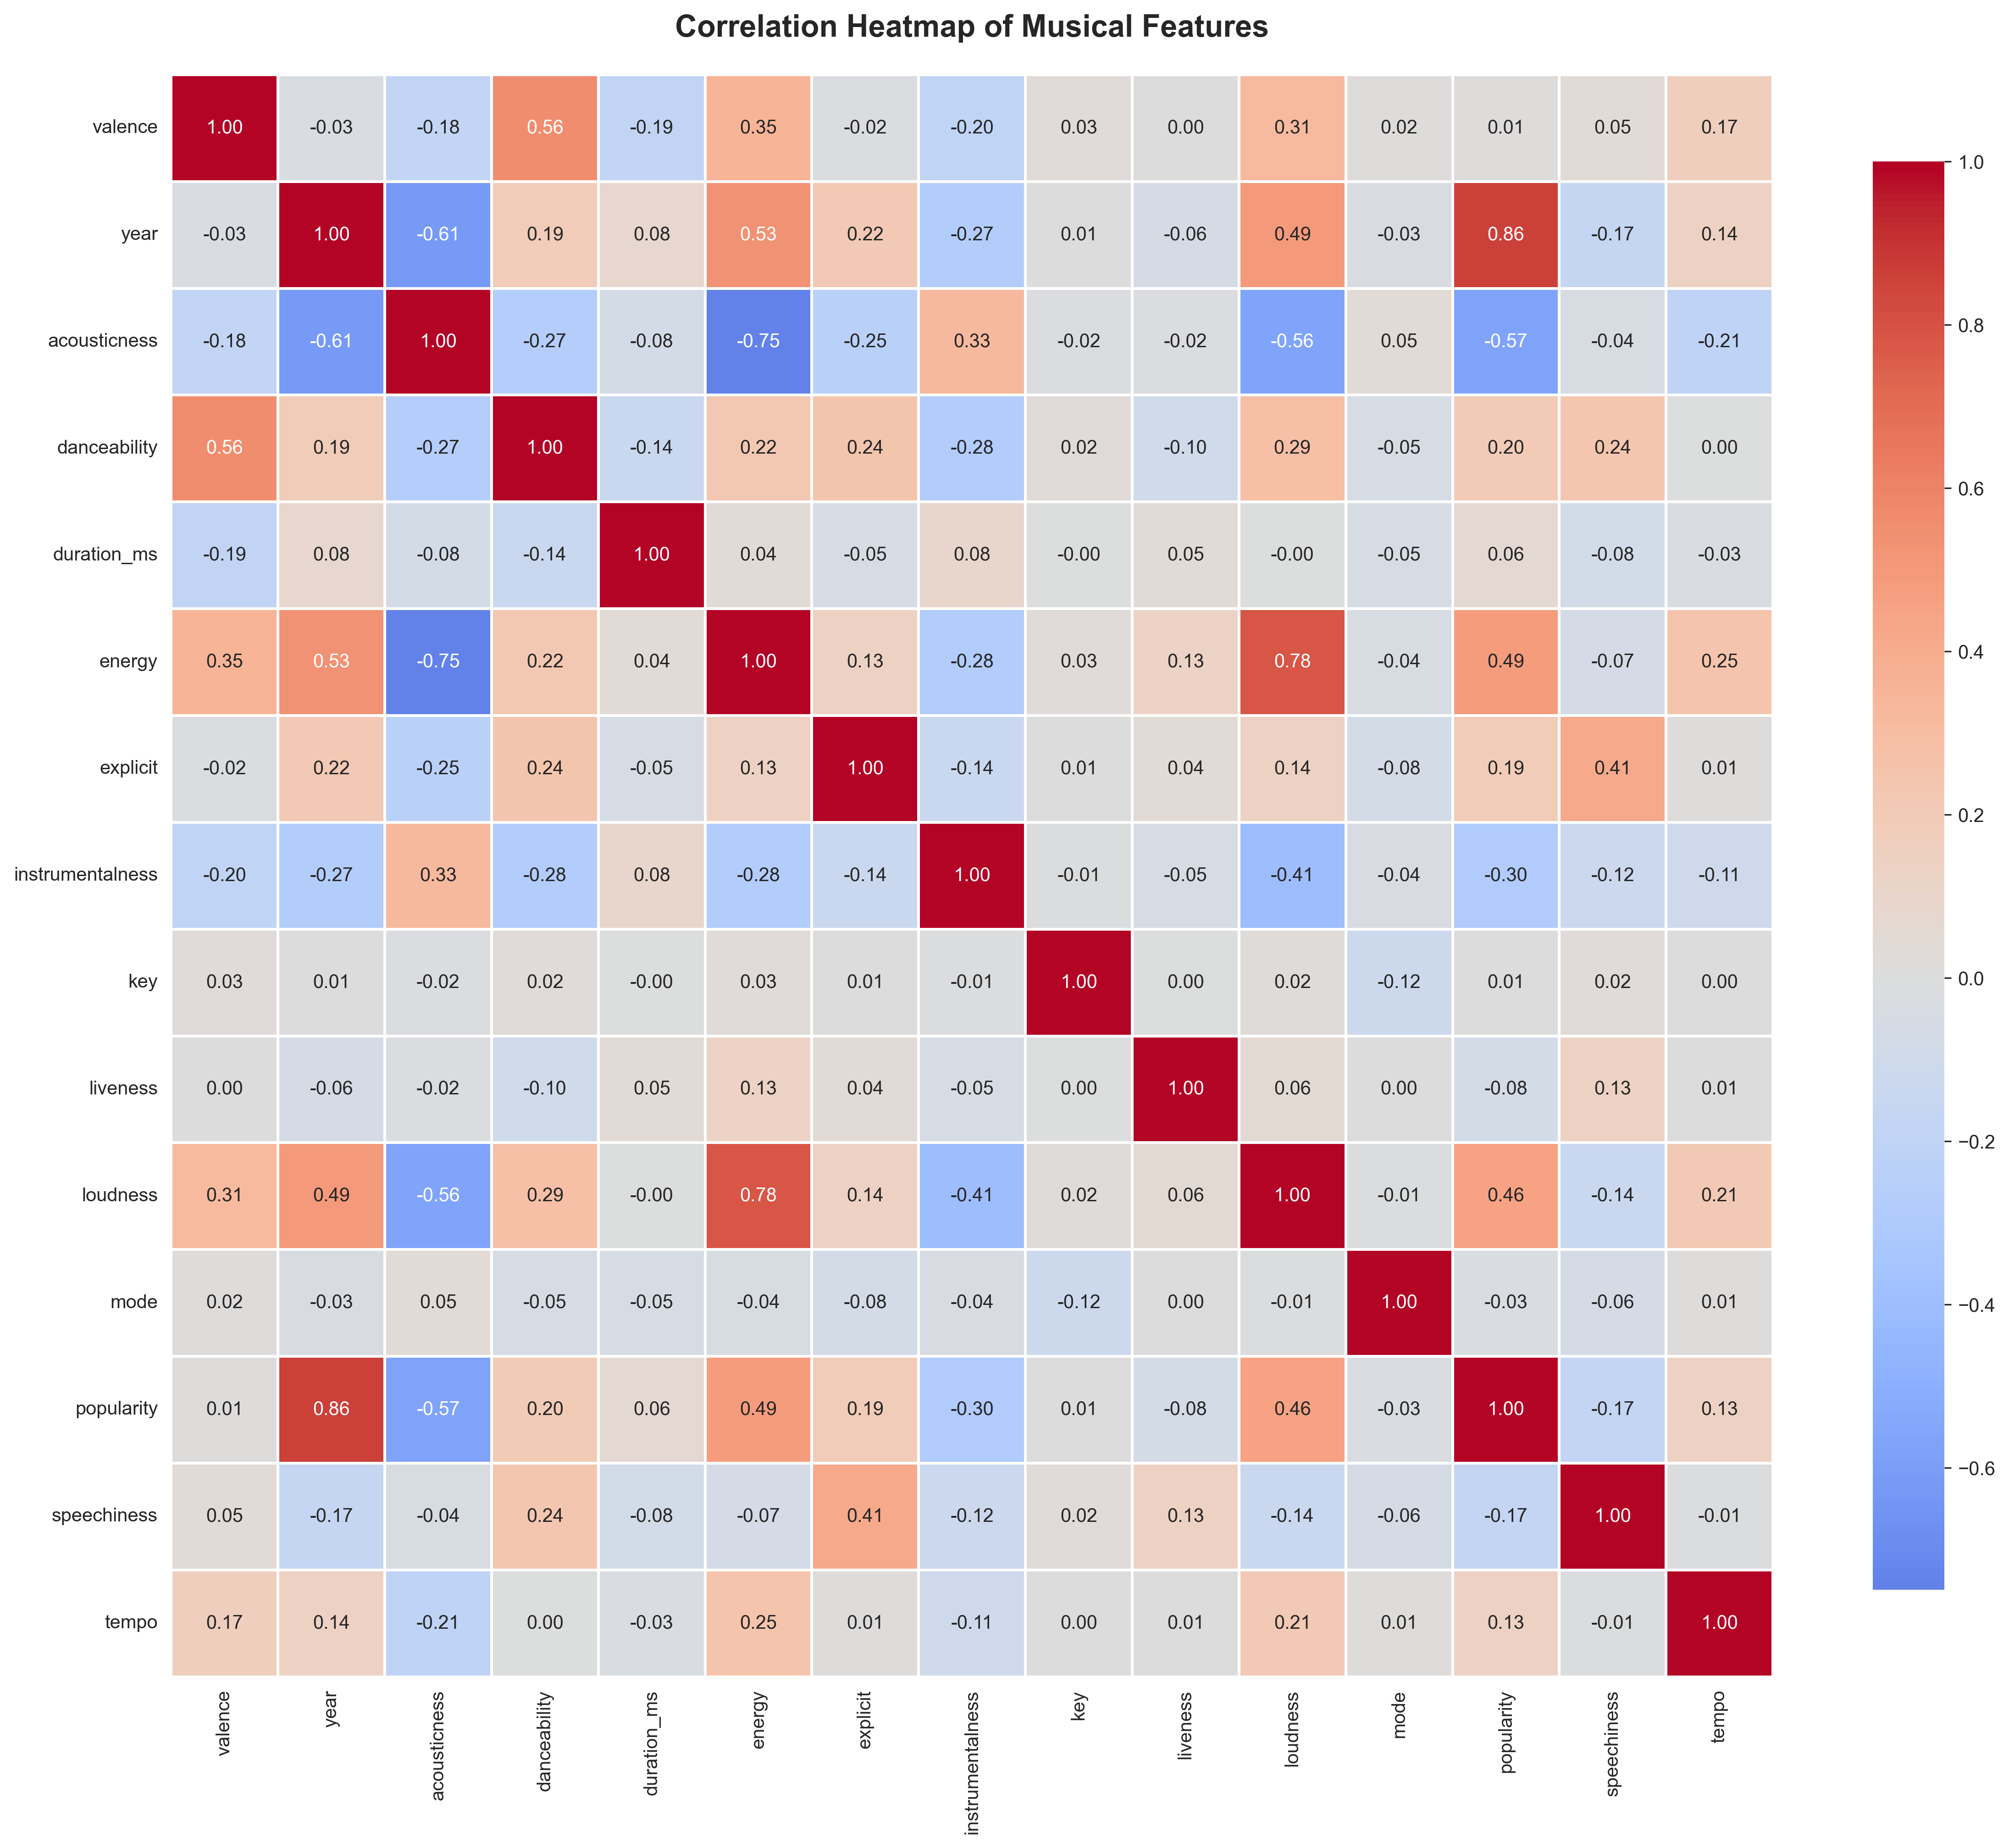 Correlation Heatmap of Musical Features
valence 1.00 -0.03 -0.18 0.56 -0.19 0.35 -0.02 -0.20 0.03 0.00 0.31 0.02 0.01 0.05 0.17
year -0.03 1.00 -0.61 0.19 0.08 0.53 0.22 -0.27 0.01 -0.06 0.49 -0.03 0.86 -0.17 0.14
acousticness -0.18 -0.61 1.00 -0.27 -0.08 -0.75 -0.25 0.33 -0.02 -0.02 -0.56 0.05 -0.57 -0.04 -0.21
danceability 0.56 0.19 -0.27 1.00 -0.14 0.22 0.24 -0.28 0.02 -0.10 0.29 -0.05 0.20 0.24 0.00
duration_ms -0.19 0.08 -0.08 -0.14 1.00 0.04 -0.05 0.08 -0.00 0.05 -0.00 -0.05 0.06 -0.08 -0.03
energy 0.35 0.53 -0.75 0.22 0.04 1.00 0.13 -0.28 0.03 0.13 0.78 -0.04 0.49 -0.07 0.25
explicit -0.02 0.22 -0.25 0.24 -0.05 0.13 1.00 -0.14 0.01 0.04 0.14 -0.08 0.19 0.41 0.01
instrumentalness -0.20 -0.27 0.33 -0.28 0.08 -0.28 -0.14 1.00 -0.01 -0.05 -0.41 -0.04 -0.30 -0.12 -0.11
key 0.03 0.01 -0.02 0.02 -0.00 0.03 0.01 -0.01 1.00 0.00 0.02 -0.12 0.01 0.02 0.00
liveness 0.00 -0.06 -0.02 -0.10 0.05 0.13 0.04 -0.05 0.00 1.00 0.06 0.00 -0.08 0.13 0.01
loudness 0.31 0.49 -0.56 0.29 -0.00 0.78 0.14 -0.41 0.02 0.06 1.00 -0.01 0.46 -0.14 0.21
mode 0.02 -0.03 0.05 -0.05 -0.05 -0.04 -0.08 -0.04 -0.12 0.00 -0.01 1.00 -0.03 -0.06 0.01
popularity 0.01 0.86 -0.57 0.20 0.06 0.49 0.19 -0.30 0.01 -0.08 0.46 -0.03 1.00 -0.17 0.13
speechiness 0.05 -0.17 -0.04 0.24 -0.08 -0.07 0.41 -0.12 0.02 0.13 -0.14 -0.06 -0.17 1.00 -0.01
tempo 0.17 0.14 -0.21 0.00 -0.03 0.25 0.01 -0.11 0.00 0.01 0.21 0.01 0.13 -0.01 1.00
valence year acousticness danceability duration_ms energy explicit instrumentalness key liveness loudness mode popularity speechiness tempo
1.0
0.8
0.6
0.4
0.2
0.0
−0.2
−0.4
−0.6